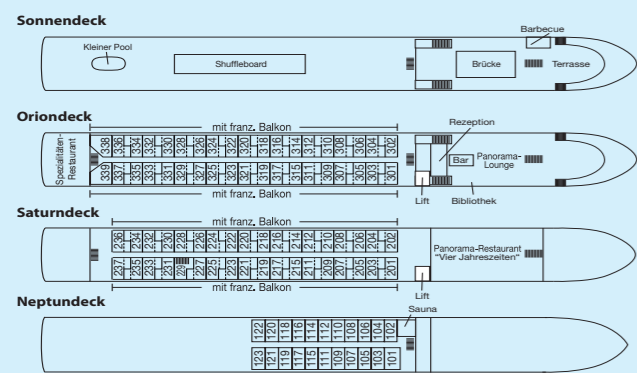 Sonnendeck
Barbecue
Kleiner Pool
Shuffleboard
Brücke
Terrasse
Oriondeck
mit franz. Balkon
Rezeption
Spezialitäten-
Restaurant
338 336 334 332 330 328 326 324 322 320 318 316 314 312 310 308 306 304 302
339 337 335 333 331 329 327 325 323 321 319 317 315 311 309 307 305 303 301
Bar
Panorama-
Lounge
mit franz. Balkon
Lift
Bibliothek
Saturndeck
236 234 232 230 228 226 224 222 220 218 216 214 212 210 208 206 204 202
237 235 233 231 229 227 225 223 221 219 217 215 211 209 207 205 203 201
Panorama-Restaurant
"Vier Jahreszeiten"
mit franz. Balkon
Lift
Neptundeck
Sauna
122 120 118 116 114 112 110 108 106 104 102
123 121 119 117 115 111 109 107 105 103 101